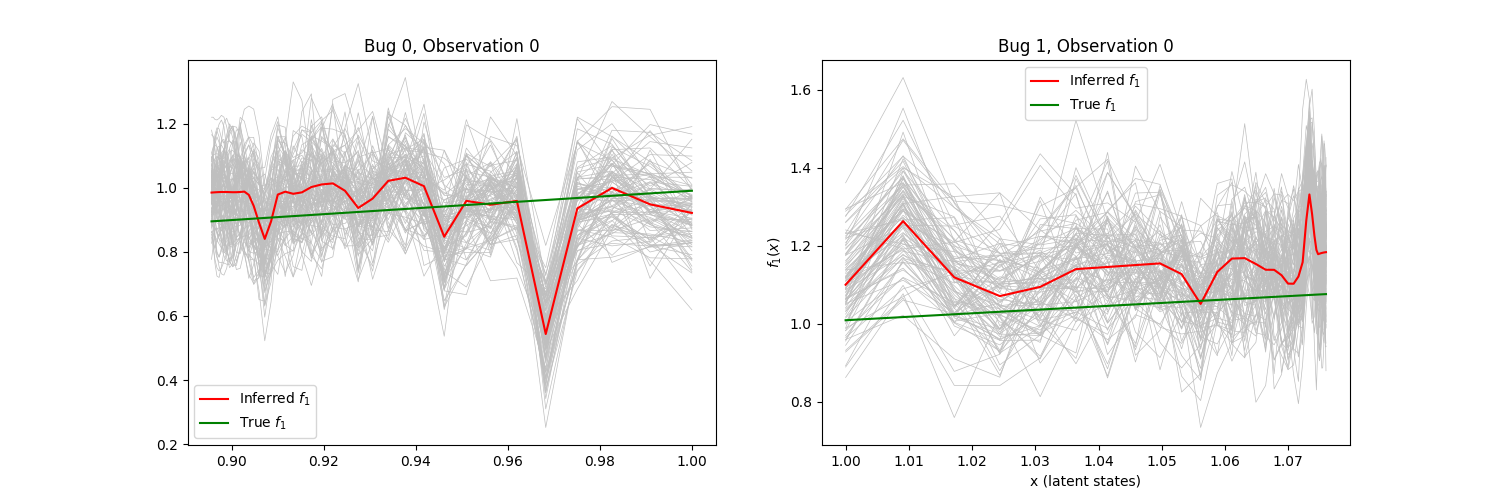 Bug 0, Observation 0
1.2
1.0
0.8
0.6
0.4
0.2
Inferred f₁
True f₁
0.90 0.92 0.94 0.96 0.98 1.00
Bug 1, Observation 0
Inferred f₁
True f₁
f₁(x)
1.6
1.4
1.2
1.0
0.8
1.00 1.01 1.02 1.03 1.04 1.05 1.06 1.07
x (latent states)